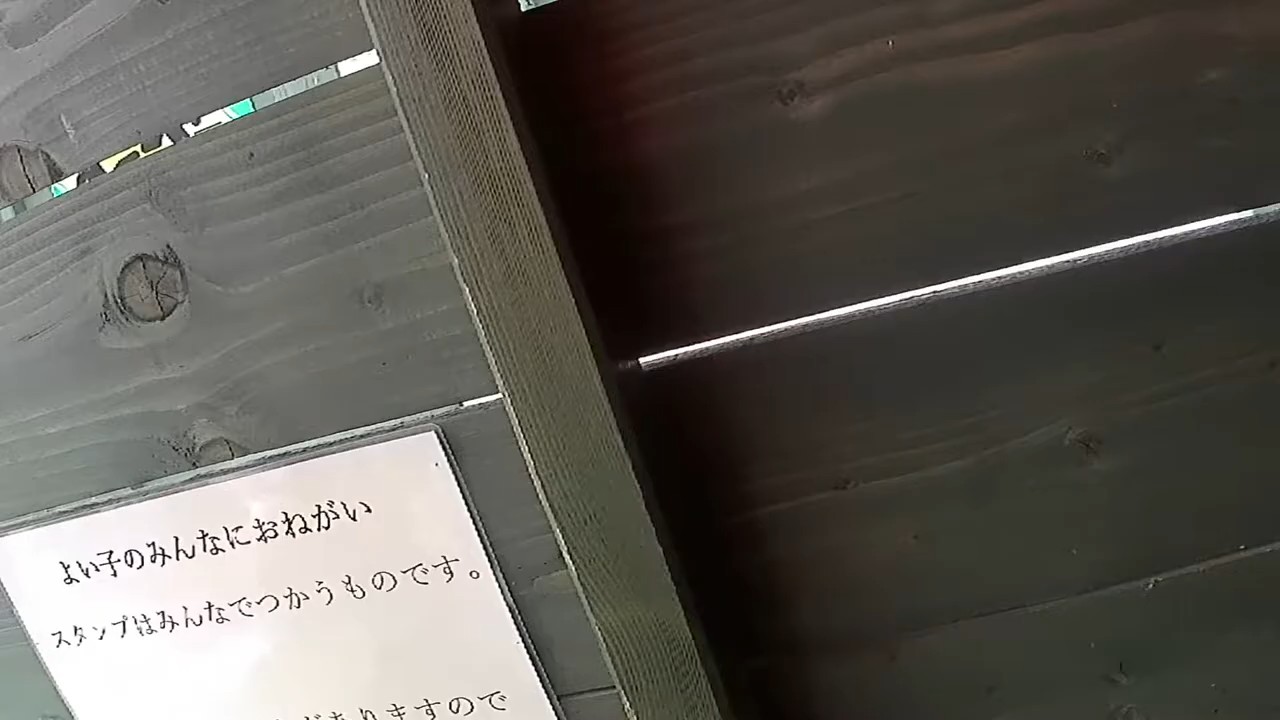 よい子のみんなにおねがい
スタンプはみんなでつかうものです。
がありますので